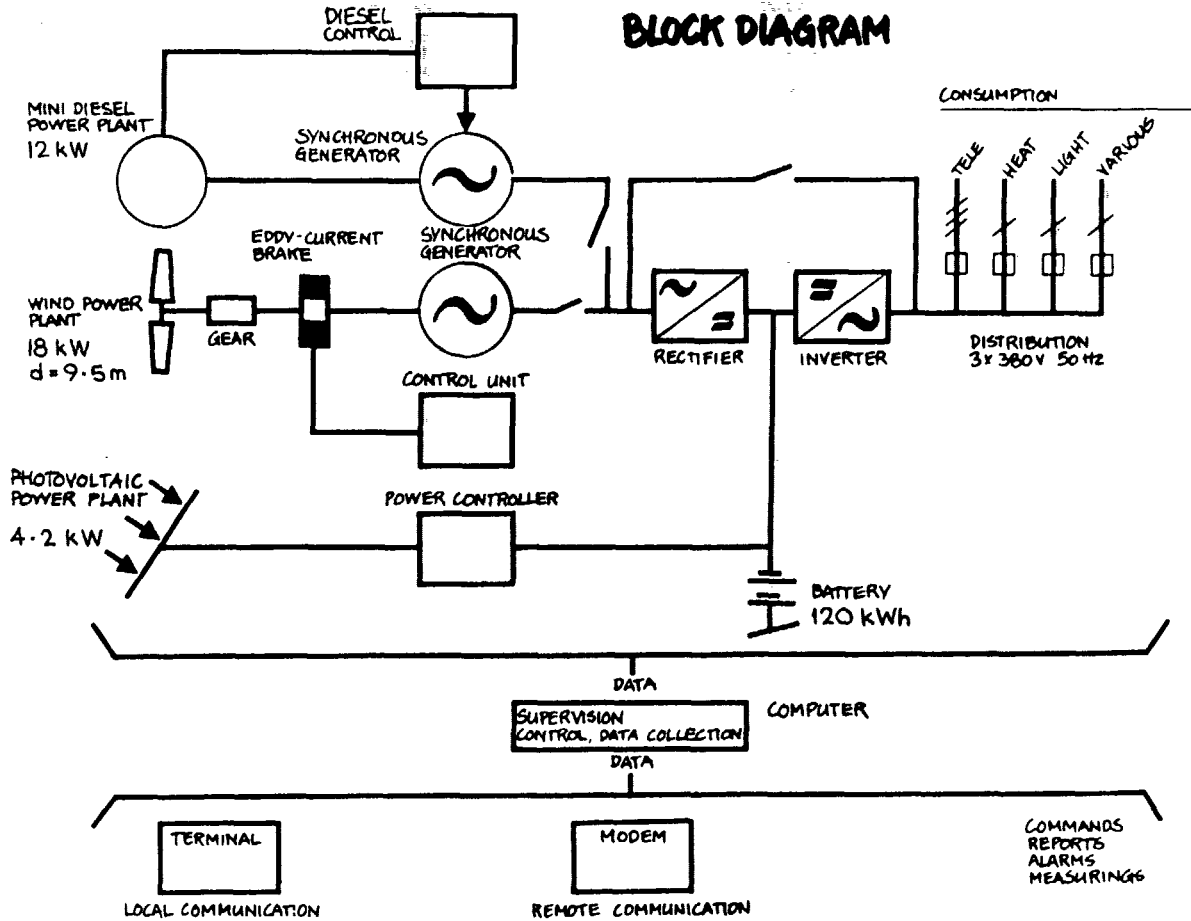 BLOCK DIAGRAM
DIESEL
CONTROL
MINI DIESEL
POWER PLANT
12 kW
SYNCHRONOUS
GENERATOR
CONSUMPTION
TELE
HEAT
LIGHT
VARIOUS
EDDY-CURRENT
BRAKE
SYNCHRONOUS
GENERATOR
WIND POWER
PLANT
18 kW
d = 9.5m
GEAR
RECTIFIER
INVERTER
DISTRIBUTION
3x 380V 50 Hz
CONTROL UNIT
PHOTOVOLTAIC
POWER PLANT
4.2 kW
POWER CONTROLLER
BATTERY
120 kWh
DATA
SUPERVISION
CONTROL, DATA COLLECTION
COMPUTER
DATA
TERMINAL
MODEM
COMMANDS
REPORTS
ALARMS
MEASURINGS
LOCAL COMMUNICATION
REMOTE COMMUNICATION